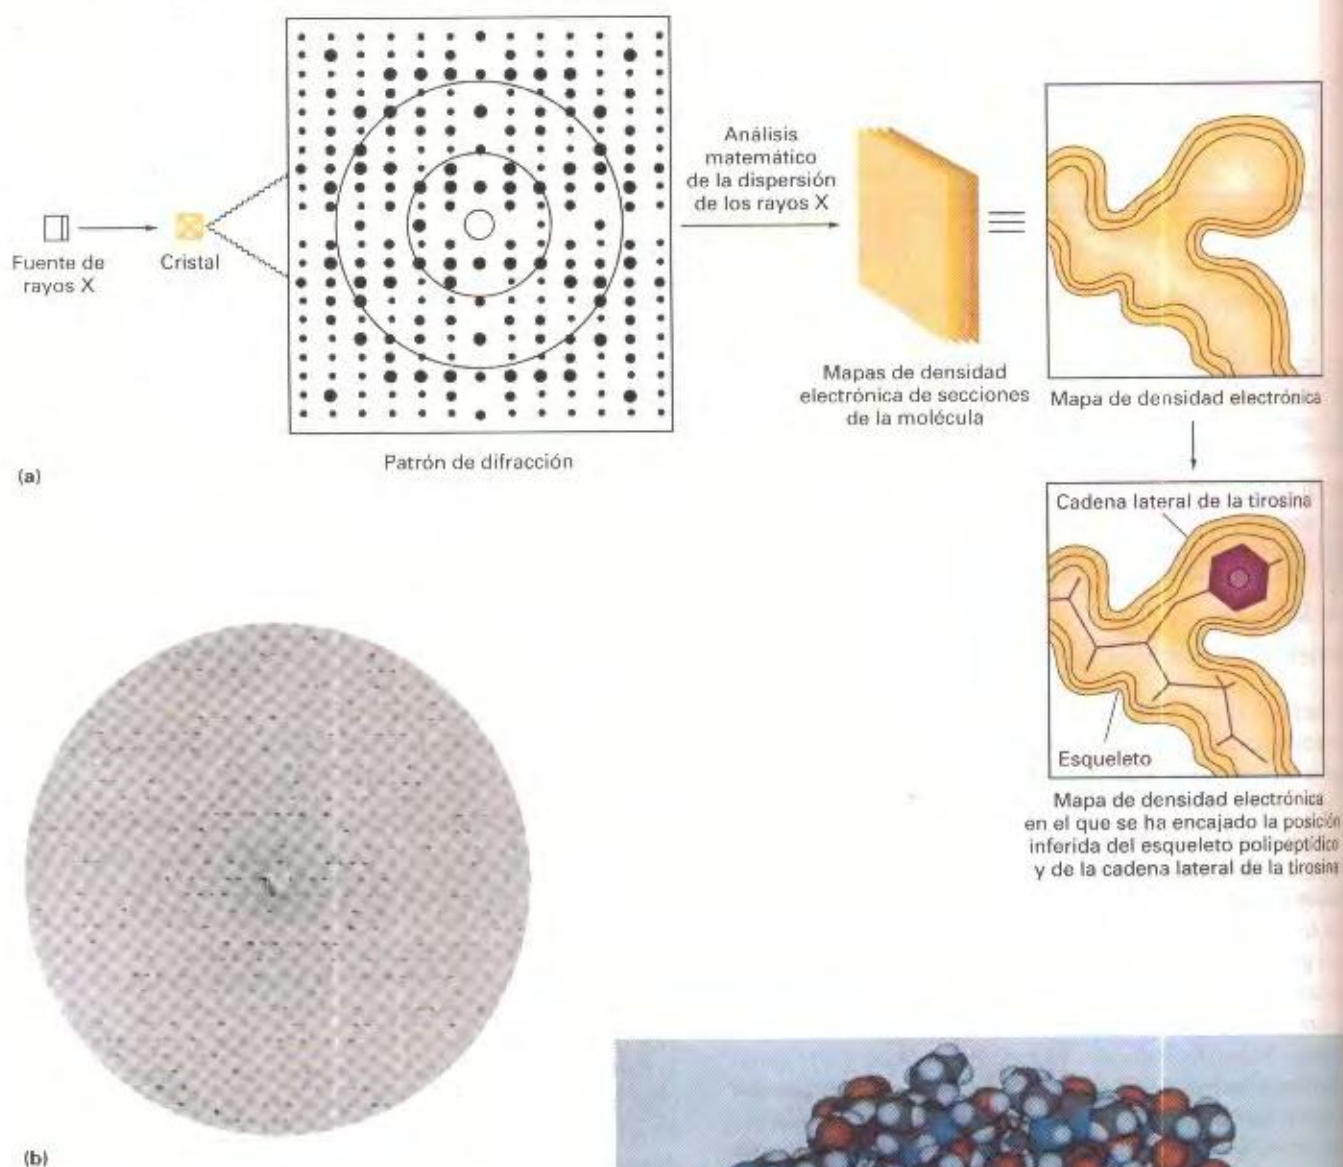 Fuente de
rayos X
Cristal
Patrón de difracción
Análisis
matemático
de la dispersión
de los rayos X
Mapas de densidad
electrónica de secciones
de la molécula
Mapa de densidad electrónica
Cadena lateral de la tirosina
Esqueleto
Mapa de densidad electrónica
en el que se ha encajado la posición
inferida del esqueleto polipeptídico
y de la cadena lateral de la tirosina
(a)
(b)